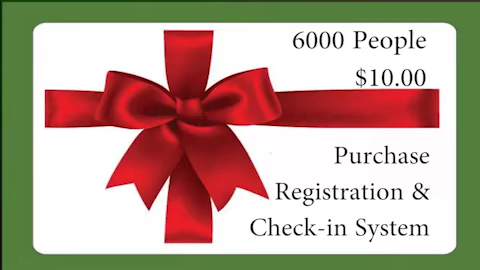 6000 People
$10.00
Purchase
Registration &
Check-in System